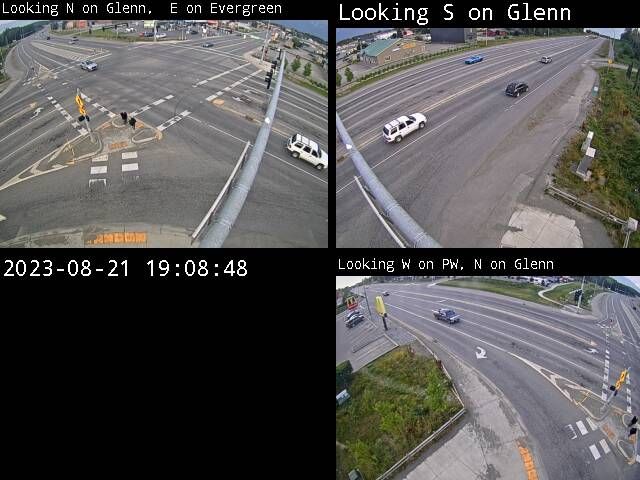 Looking N on Glenn,  E on Evergreen
Looking S on Glenn
2023-08-21 19:08:48
Looking W on PW, N on Glenn